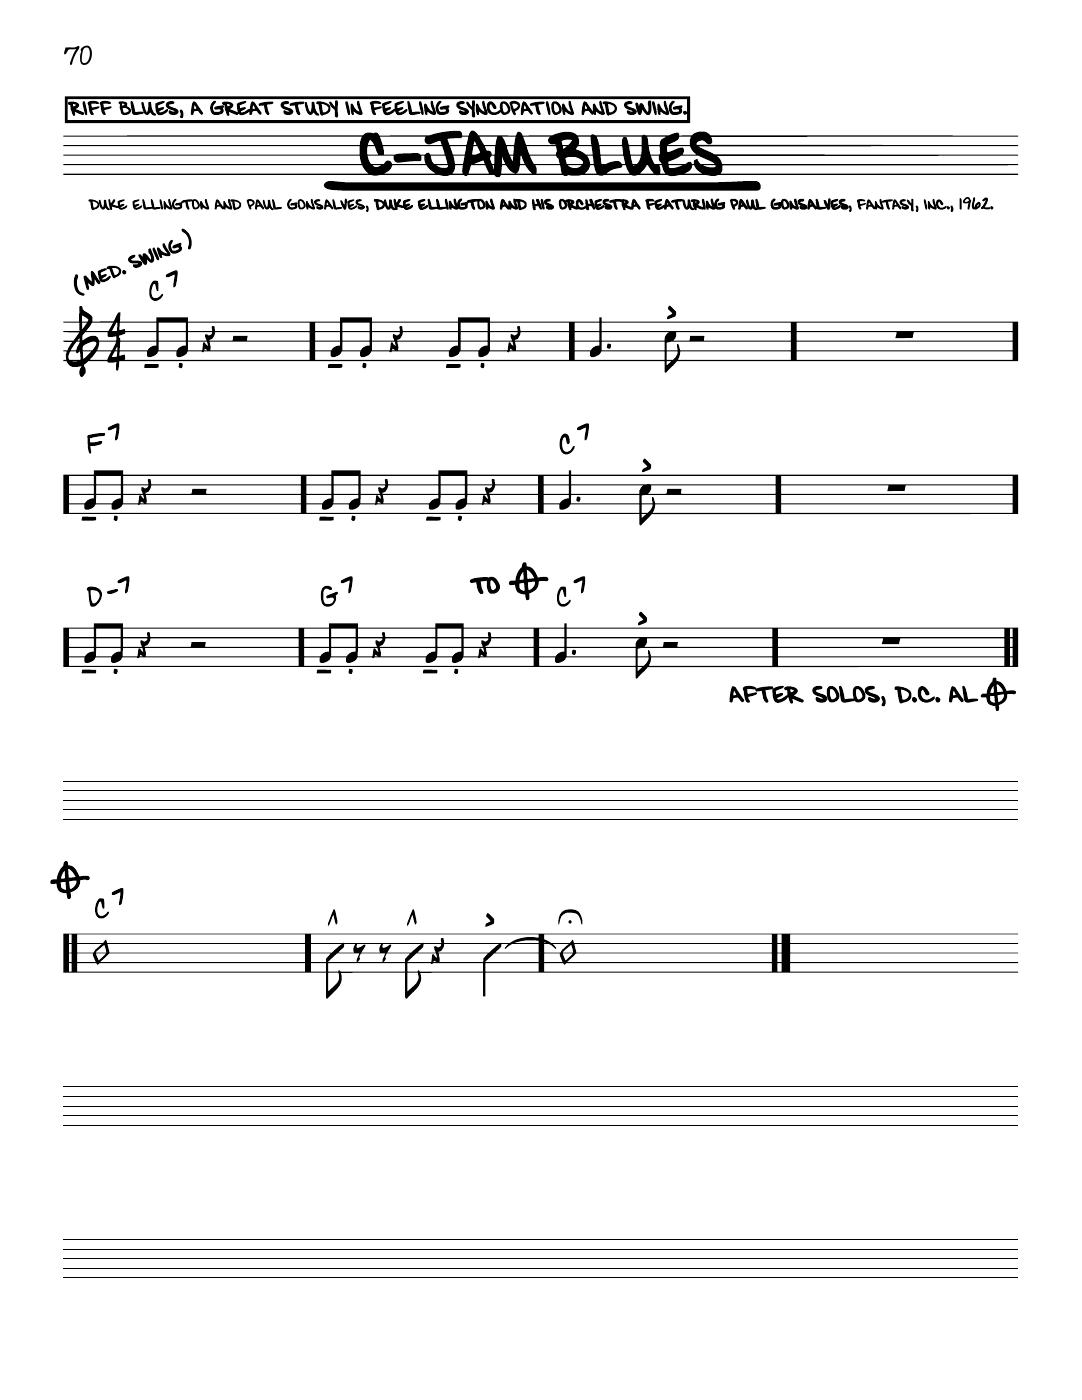 70
RIFF BLUES, A GREAT STUDY IN FEELING SYNCOPATION AND SWING.
C-JAM BLUES
DUKE ELLINGTON AND PAUL GONSALVES, DUKE ELLINGTON AND HIS ORCHESTRA FEATURING PAUL GONSALVES, FANTASY, INC., 1962.
(MED. SWING)
C7
4
4
F7 C7
D-7 G7 TO C7
AFTER SOLOS, D.C. AL
C7